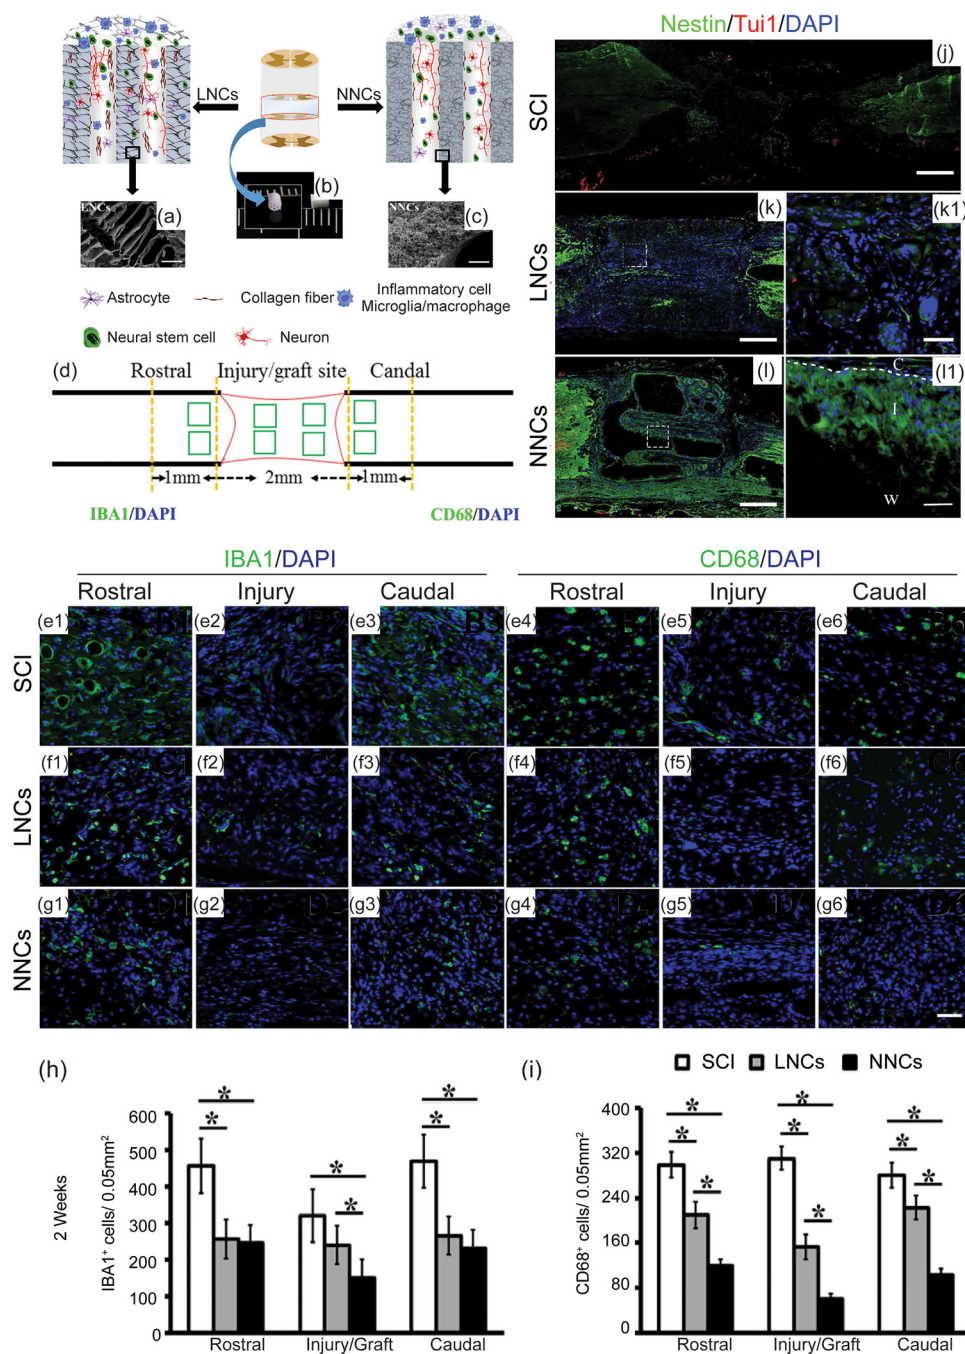 LNCs
NNCs
(a)
LNCs
(b)
(c)
NNCs
Astrocyte
Collagen fiber
Inflammatory cell
Microglia/macrophage
Neural stem cell
Neuron
(d)
Rostral
Injury/graft site
Candal
1mm
2mm
1mm
IBA1/DAPI
CD68/DAPI
Nestin/Tui1/DAPI
SCI
(j)
LNCs
(k)
(k1)
NNCs
(l)
(l1)
C
I
W
IBA1/DAPI
CD68/DAPI
Rostral
Injury
Caudal
Rostral
Injury
Caudal
SCI
(e1)
(e2)
(e3)
(e4)
(e5)
(e6)
LNCs
(f1)
(f2)
(f3)
(f4)
(f5)
(f6)
NNCs
(g1)
(g2)
(g3)
(g4)
(g5)
(g6)
(h)
2 Weeks
IBA1⁺ cells/ 0.05mm²
600
500
400
300
200
100
0
*
*
*
*
*
*
Rostral
Injury/Graft
Caudal
(i)
SCI
LNCs
NNCs
CD68⁺ cells/ 0.05mm²
400
320
240
160
80
0
*
*
*
*
*
*
*
*
*
Rostral
Injury/Graft
Caudal